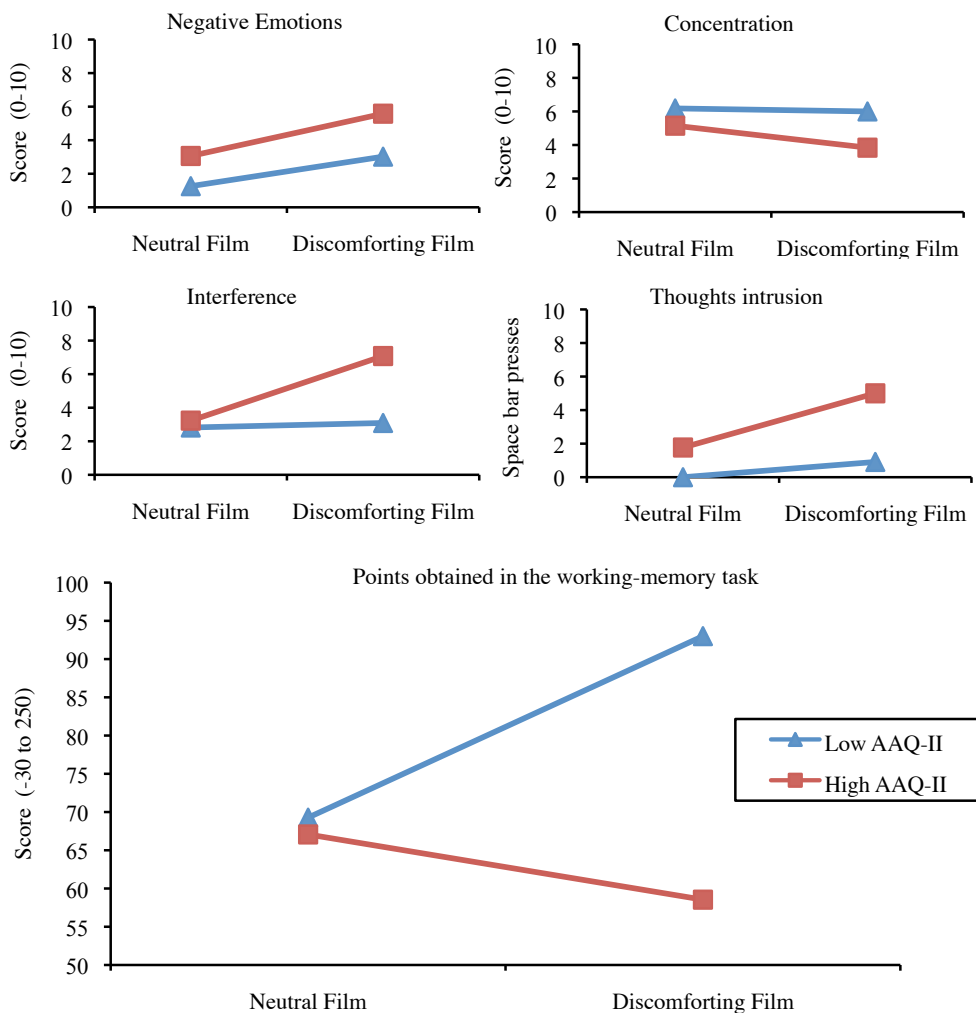 Negative Emotions
Score (0-10)
10
8
6
4
2
0
Neutral Film
Discomforting Film
Concentration
Score (0-10)
10
8
6
4
2
0
Neutral Film
Discomforting Film
Interference
Score (0-10)
10
8
6
4
2
0
Neutral Film
Discomforting Film
Thoughts intrusion
Space bar presses
10
8
6
4
2
0
Neutral Film
Discomforting Film
Points obtained in the working-memory task
Score (-30 to 250)
100
95
90
85
80
75
70
65
60
55
50
Neutral Film
Discomforting Film
Low AAQ-II
High AAQ-II